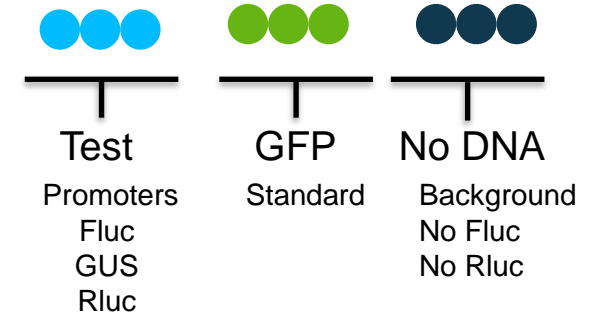 Test
Promoters
Fluc
GUS
Rluc
GFP
Standard
No DNA
Background
No Fluc
No Rluc